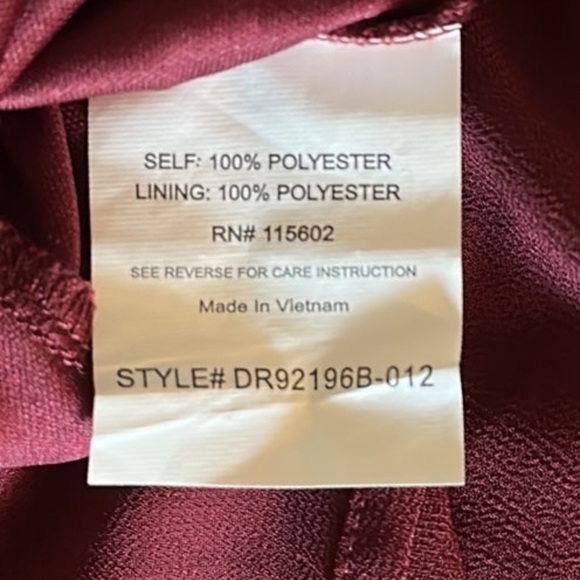 SELF: 100% POLYESTER
LINING: 100% POLYESTER
RN# 115602
SEE REVERSE FOR CARE INSTRUCTION
Made In Vietnam
STYLE# DR92196B-012